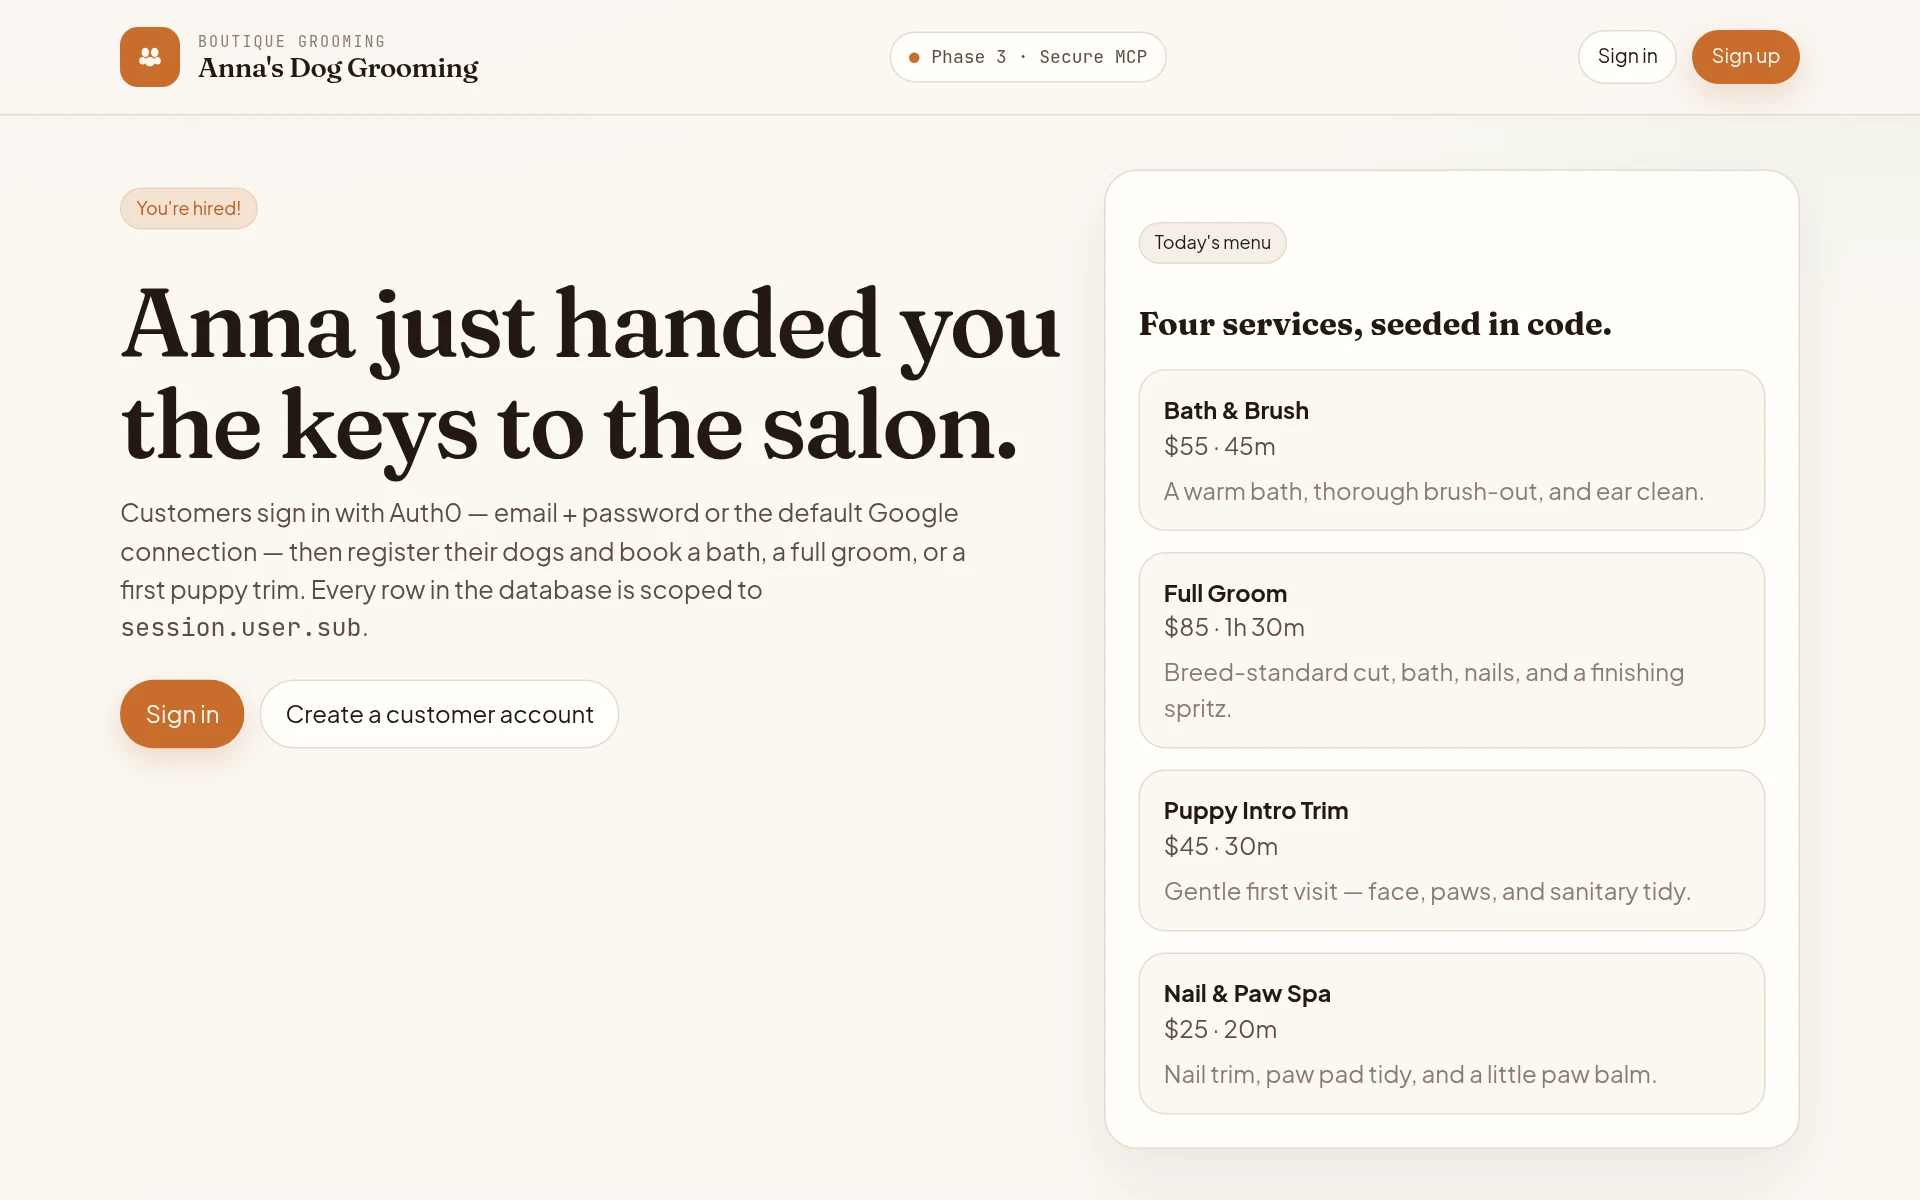 BOUTIQUE GROOMING
Anna's Dog Grooming
Phase 3 · Secure MCP
Sign in
Sign up
You're hired!
Anna just handed you
the keys to the salon.
Customers sign in with Auth0 — email + password or the default Google
connection — then register their dogs and book a bath, a full groom, or a
first puppy trim. Every row in the database is scoped to
session.user.sub.
Sign in
Create a customer account
Today's menu
Four services, seeded in code.
Bath & Brush
$55 · 45m
A warm bath, thorough brush-out, and ear clean.
Full Groom
$85 · 1h 30m
Breed-standard cut, bath, nails, and a finishing
spritz.
Puppy Intro Trim
$45 · 30m
Gentle first visit — face, paws, and sanitary tidy.
Nail & Paw Spa
$25 · 20m
Nail trim, paw pad tidy, and a little paw balm.